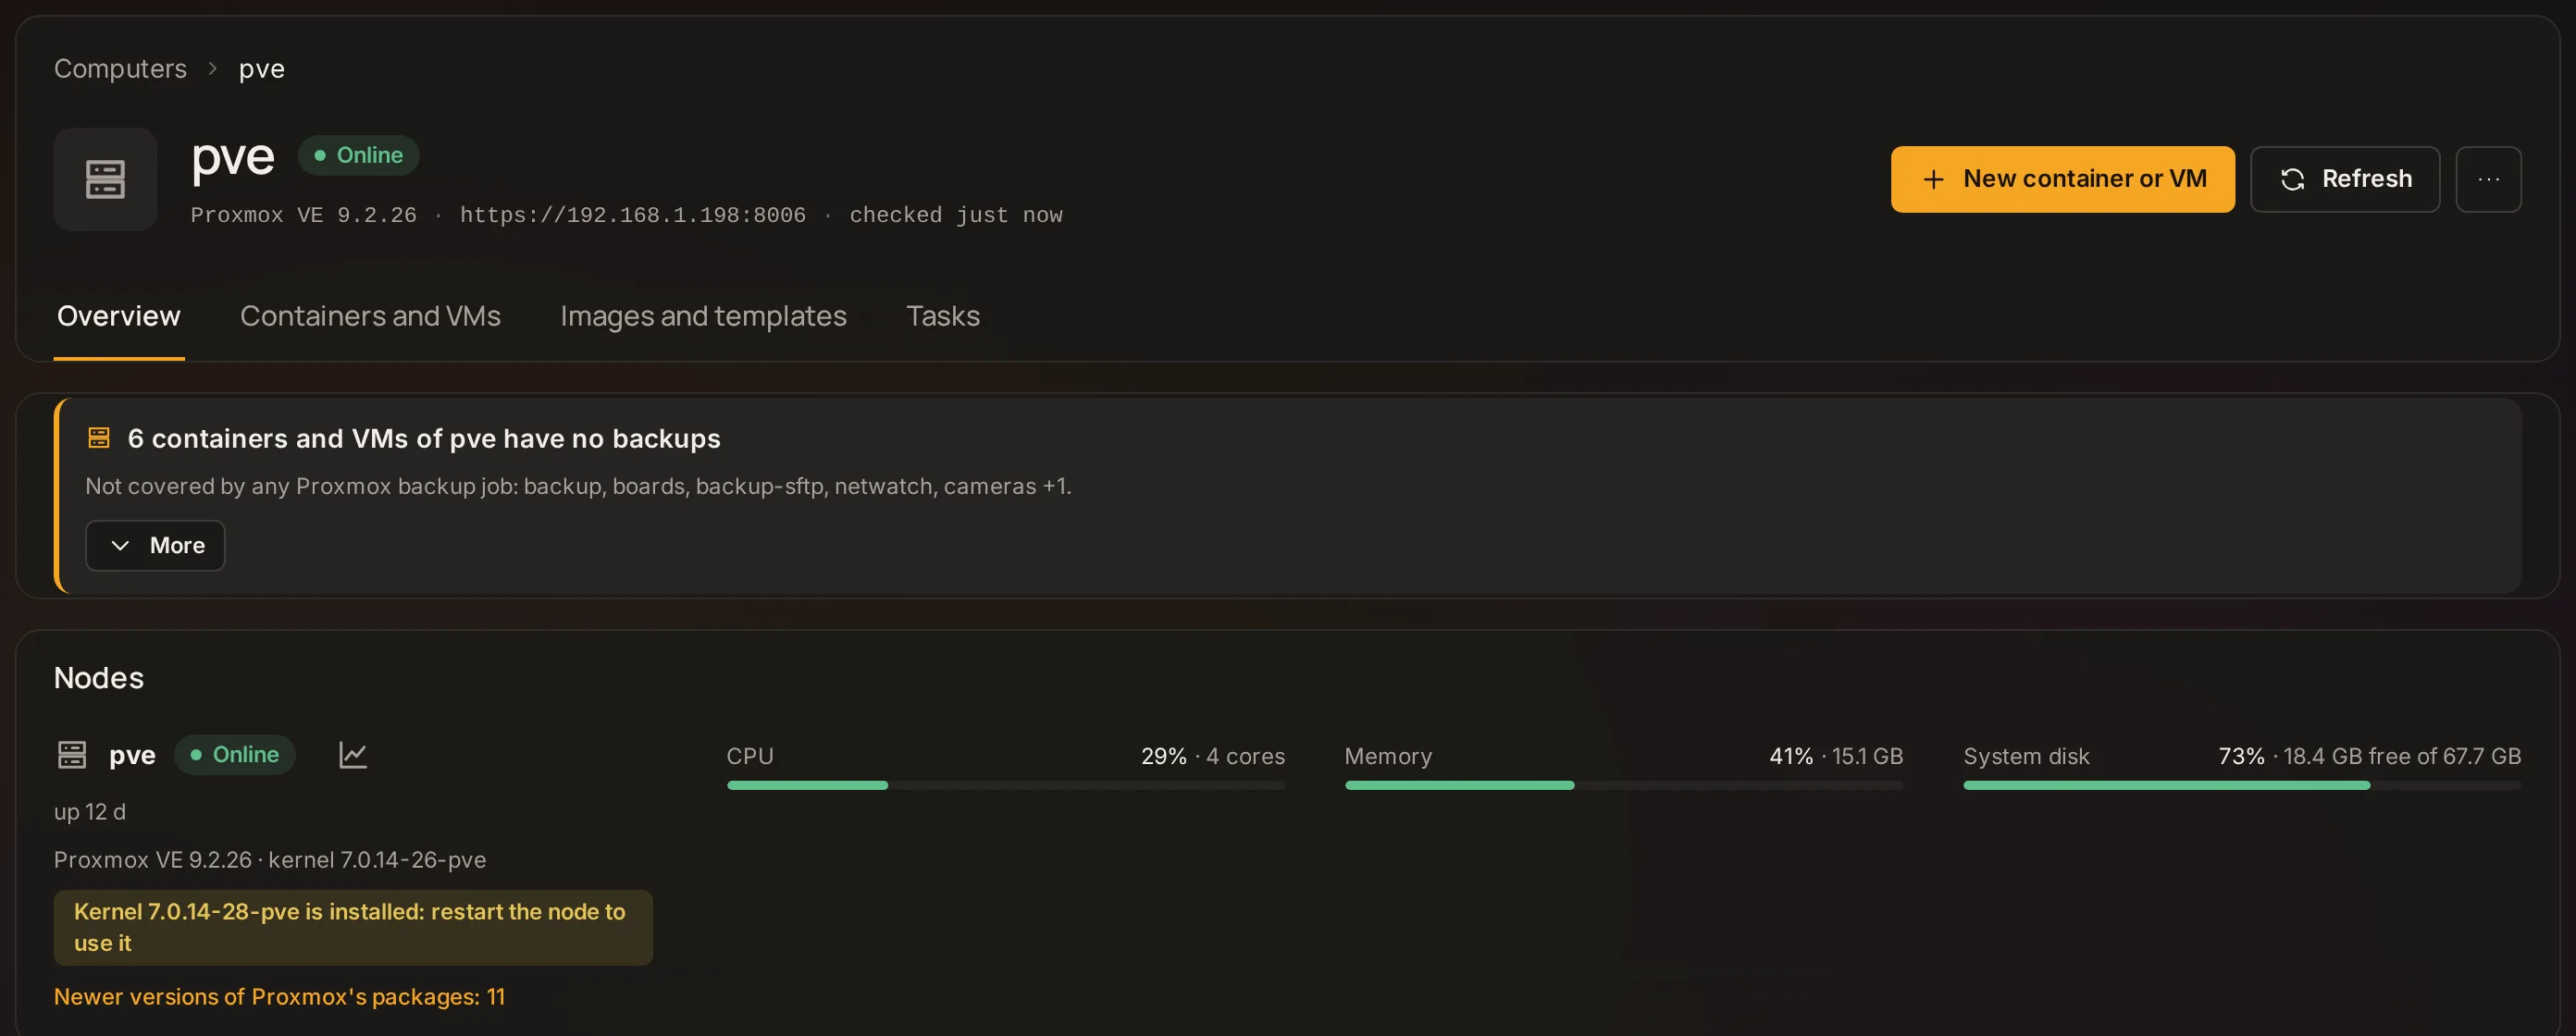 Computers > pve
pve Online
Proxmox VE 9.2.26 · https://192.168.1.198:8006 · checked just now
+ New container or VM
Refresh
...
Overview
Containers and VMs
Images and templates
Tasks
6 containers and VMs of pve have no backups
Not covered by any Proxmox backup job: backup, boards, backup-sftp, netwatch, cameras +1.
More
Nodes
pve Online
up 12 d
Proxmox VE 9.2.26 · kernel 7.0.14-26-pve
Kernel 7.0.14-28-pve is installed: restart the node to
use it
Newer versions of Proxmox's packages: 11
CPU 29% · 4 cores
Memory 41% · 15.1 GB
System disk 73% · 18.4 GB free of 67.7 GB